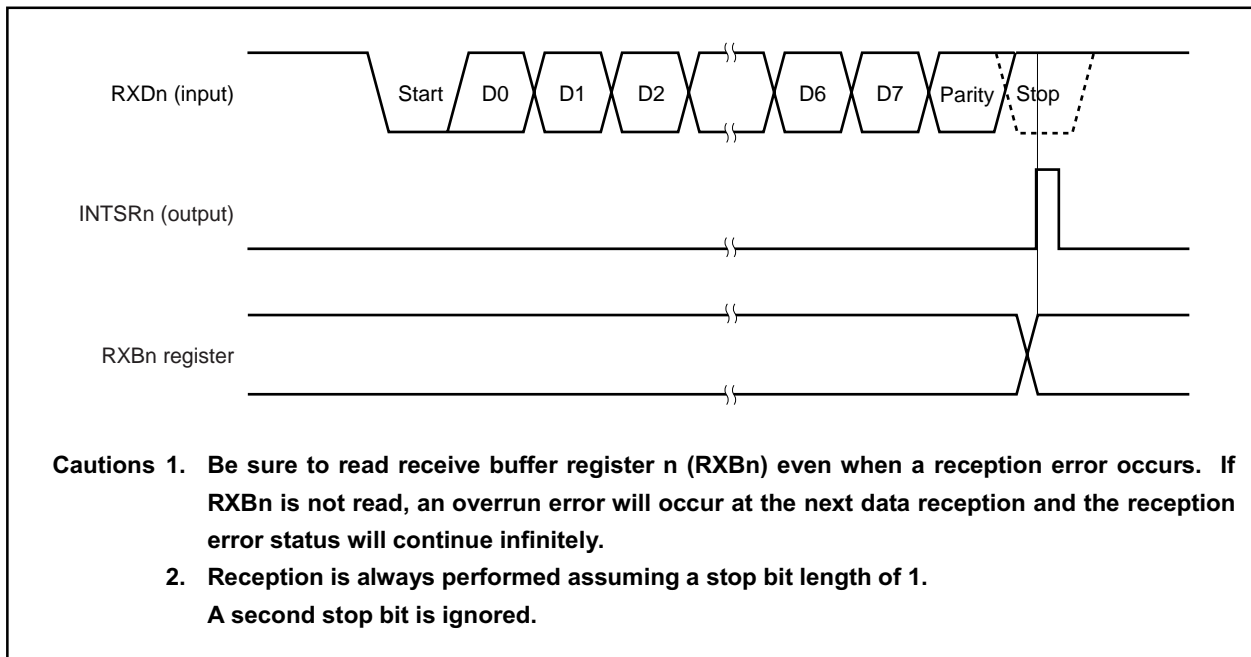 RXDn (input)
Start D0 D1 D2 D6 D7 Parity Stop
INTSRn (output)
RXBn register
Cautions 1. Be sure to read receive buffer register n (RXBn) even when a reception error occurs. If
RXBn is not read, an overrun error will occur at the next data reception and the reception
error status will continue infinitely.
2. Reception is always performed assuming a stop bit length of 1.
A second stop bit is ignored.